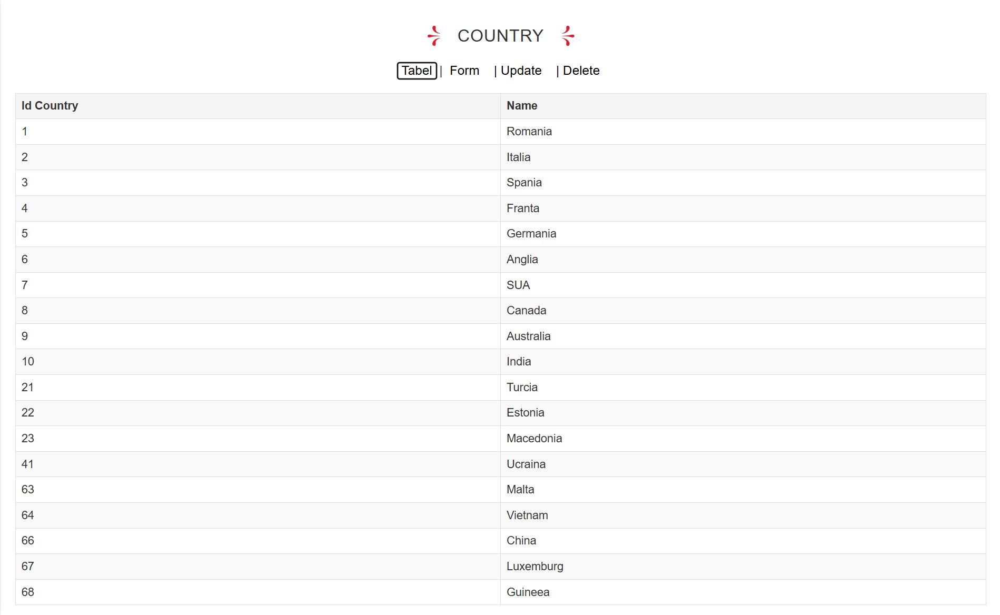 COUNTRY
Tabel | Form | Update | Delete
Id Country Name
1 Romania
2 Italia
3 Spania
4 Franta
5 Germania
6 Anglia
7 SUA
8 Canada
9 Australia
10 India
21 Turcia
22 Estonia
23 Macedonia
41 Ucraina
63 Malta
64 Vietnam
66 China
67 Luxemburg
68 Guineea